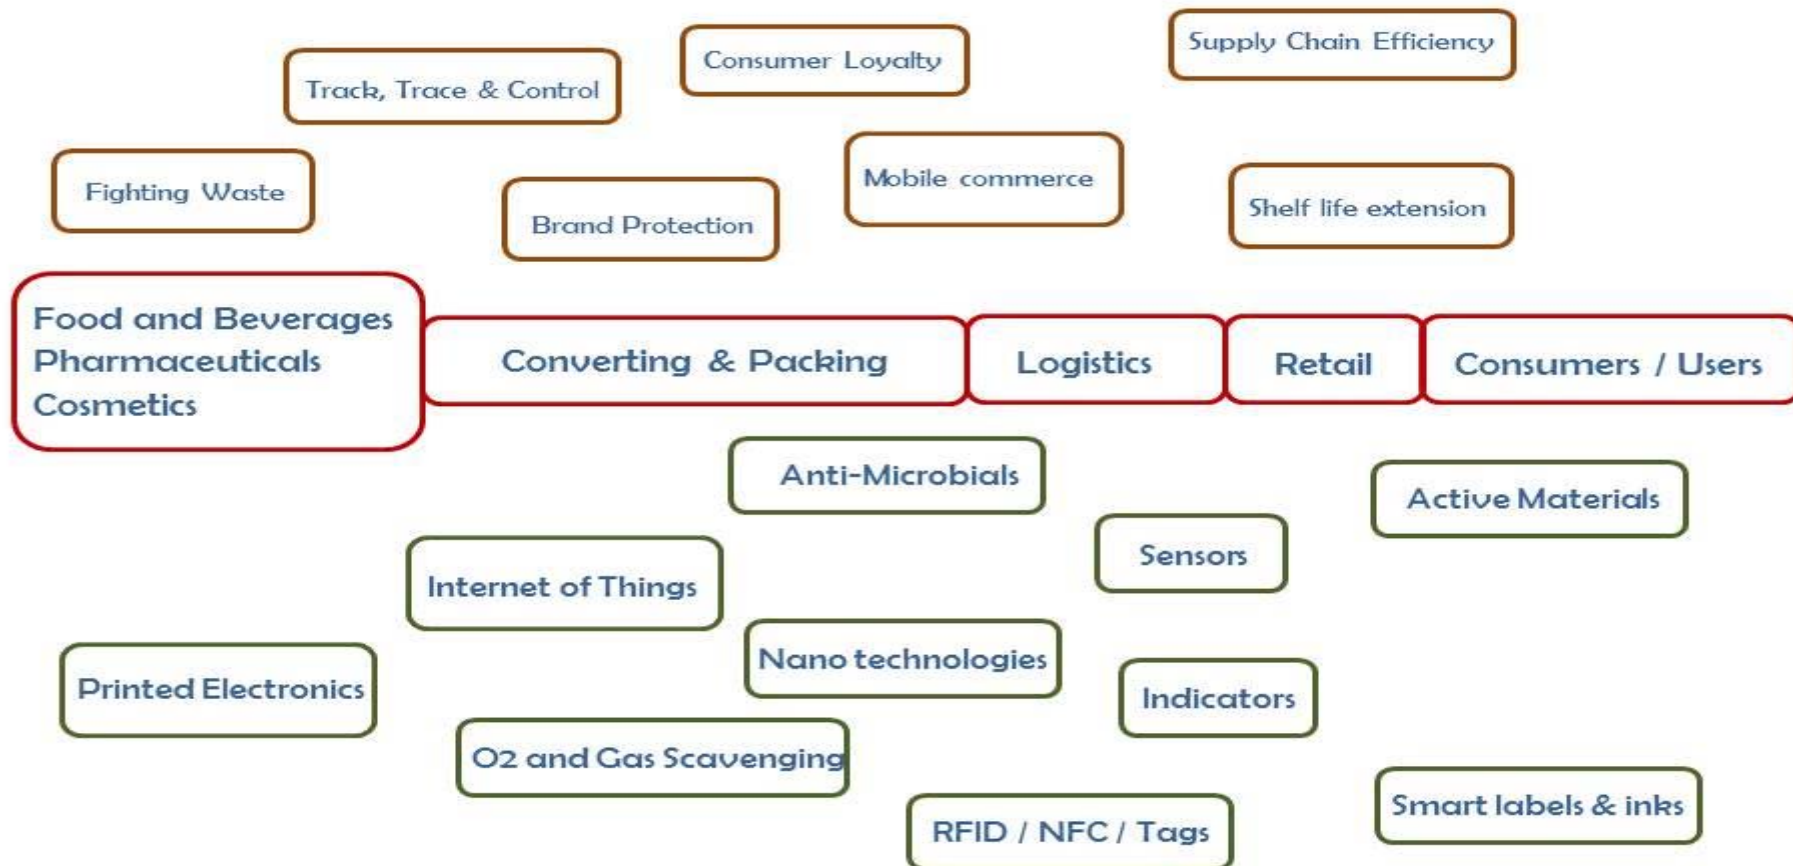 Supply Chain Efficiency
Consumer Loyalty
Track, Trace & Control
Mobile commerce
Fighting Waste
Shelf life extension
Brand Protection
Food and Beverages
Pharmaceuticals
Cosmetics
Converting & Packing
Logistics
Retail
Consumers / Users
Anti-Microbials
Active Materials
Sensors
Internet of Things
Nano technologies
Printed Electronics
Indicators
O2 and Gas Scavenging
Smart labels & inks
RFID / NFC / Tags